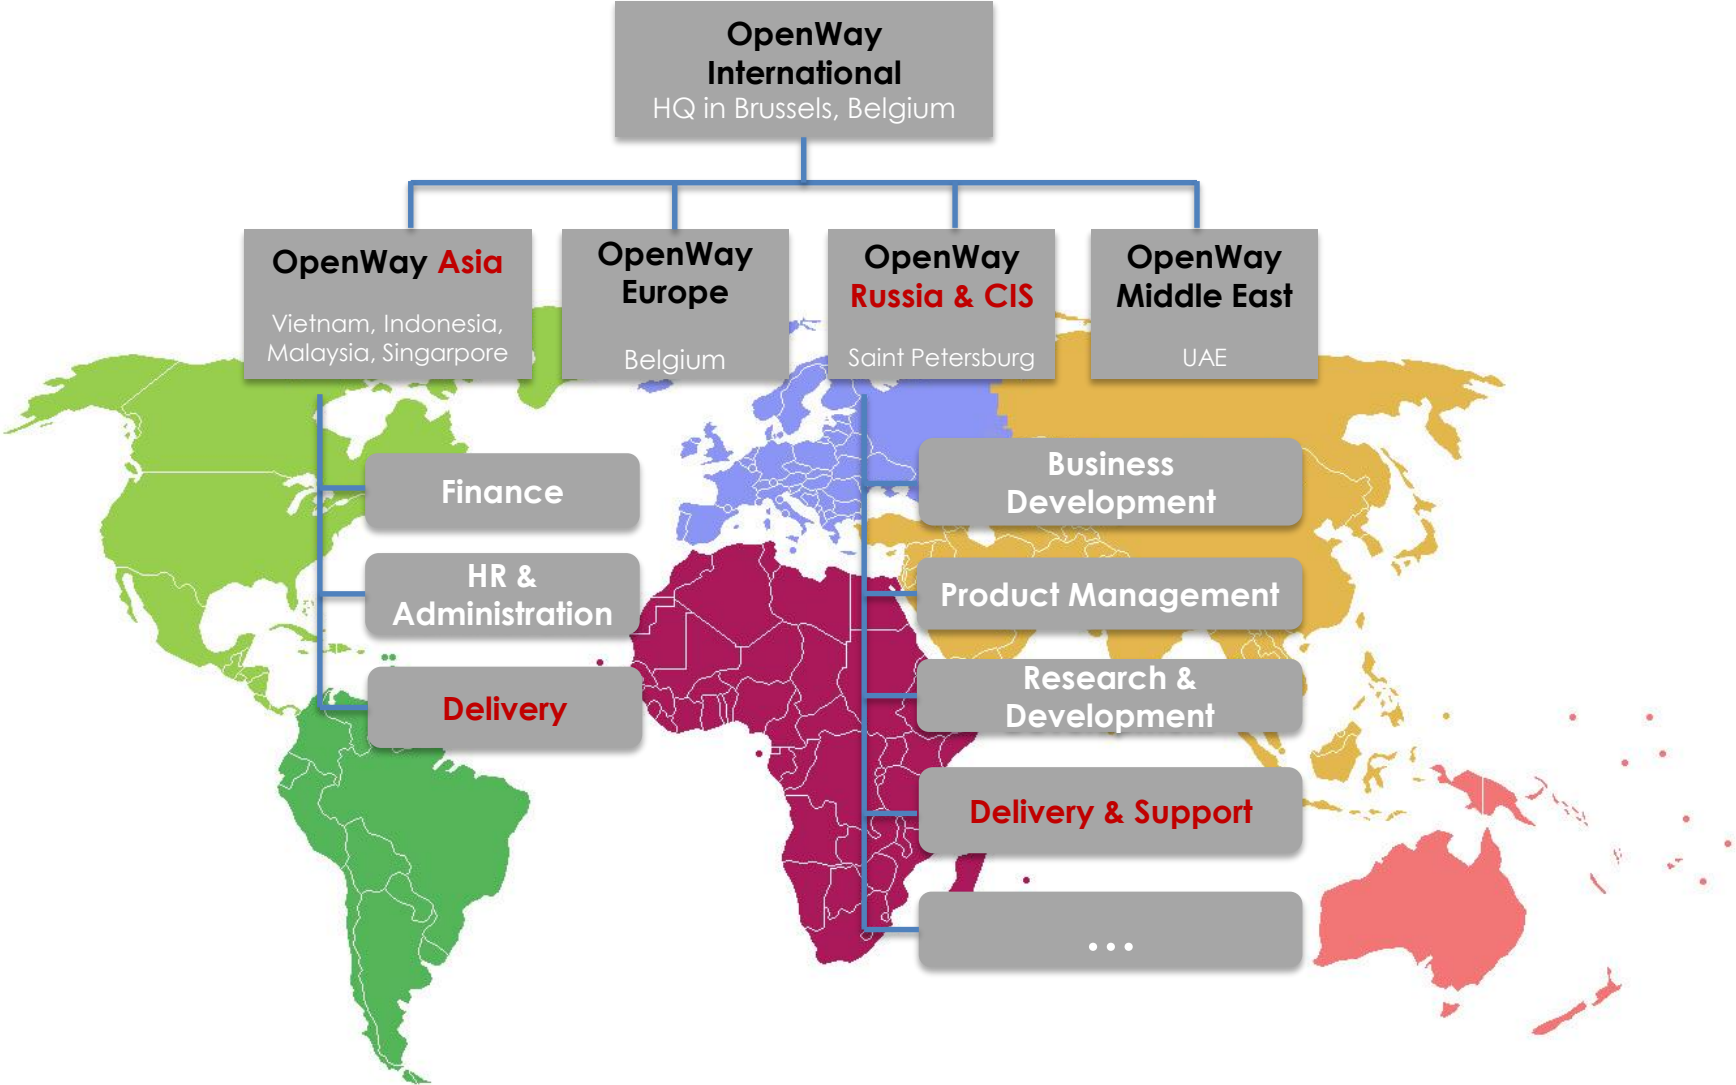 OpenWay
International
HQ in Brussels, Belgium
OpenWay Asia
Vietnam, Indonesia,
Malaysia, Singarpore
OpenWay
Europe
Belgium
OpenWay
Russia & CIS
Saint Petersburg
OpenWay
Middle East
UAE
Finance
HR &
Administration
Delivery
Business
Development
Product Management
Research &
Development
Delivery & Support
...